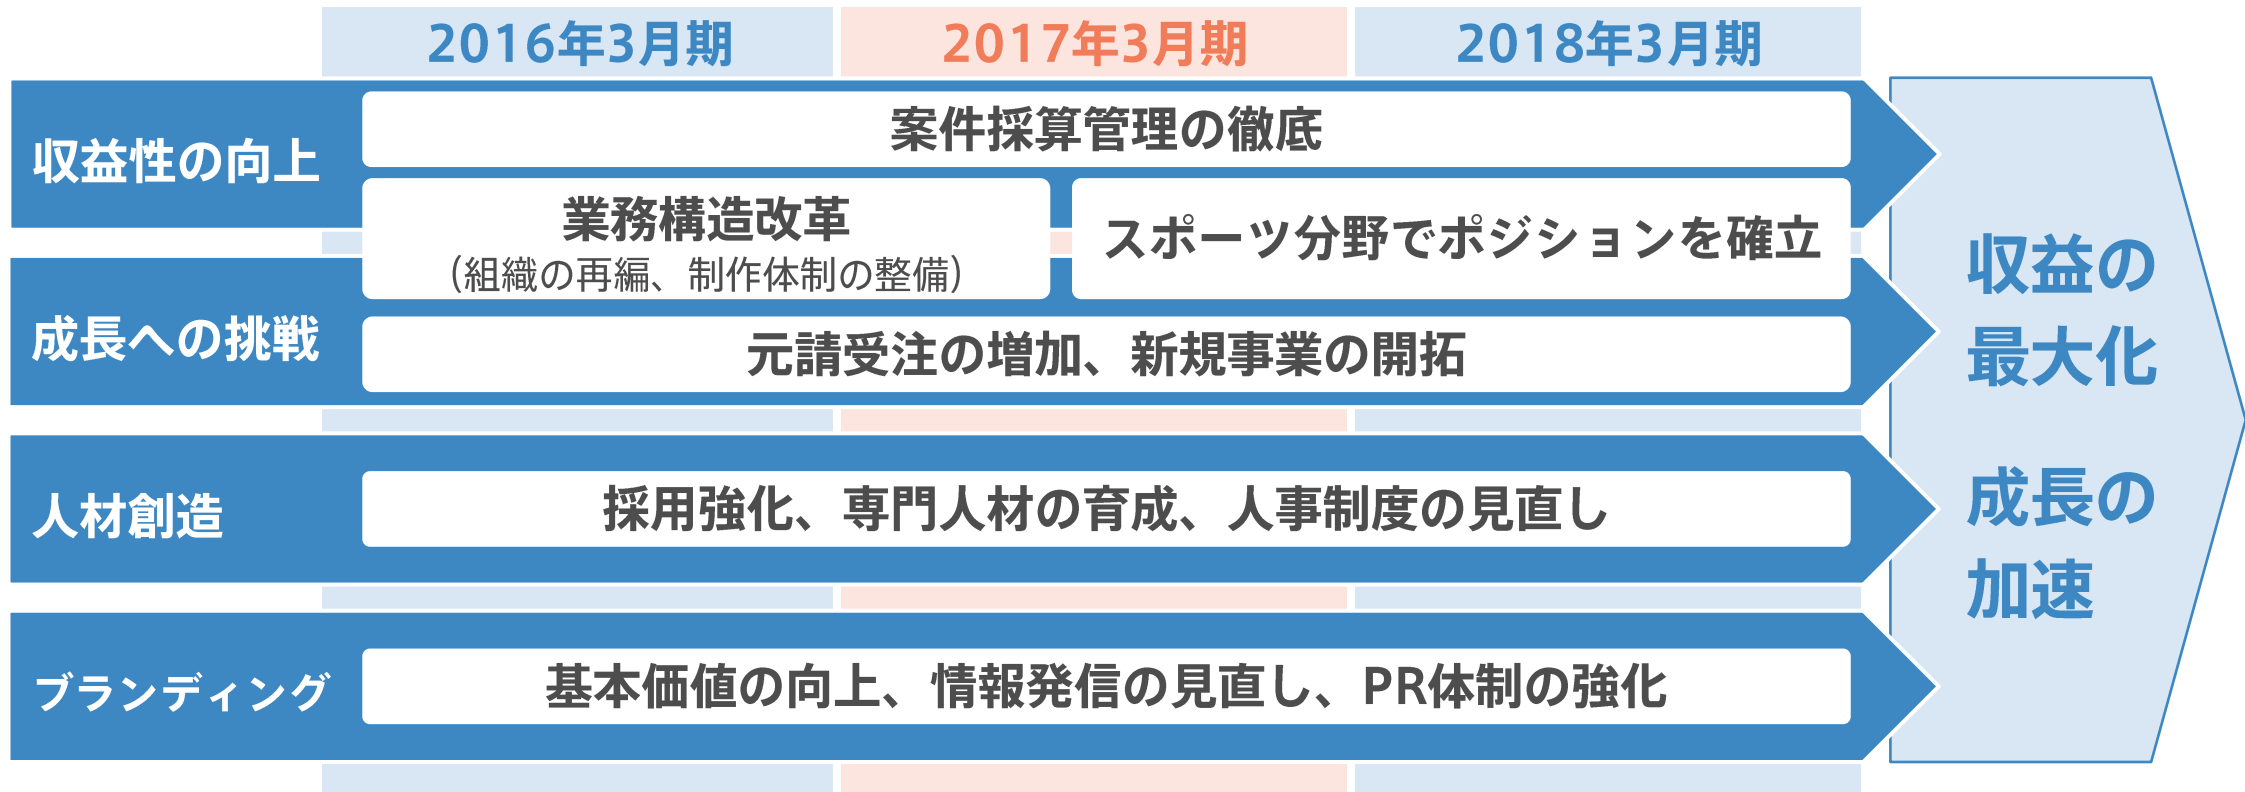 2016年3月期
2017年3月期
2018年3月期
収益性の向上
案件採算管理の徹底
業務構造改革
（組織の再編、制作体制の整備）
スポーツ分野でポジションを確立
成長への挑戦
元請受注の増加、新規事業の開拓
人材創造
採用強化、専門人材の育成、人事制度の見直し
ブランディング
基本価値の向上、情報発信の見直し、PR体制の強化
収益の
最大化
成長の
加速